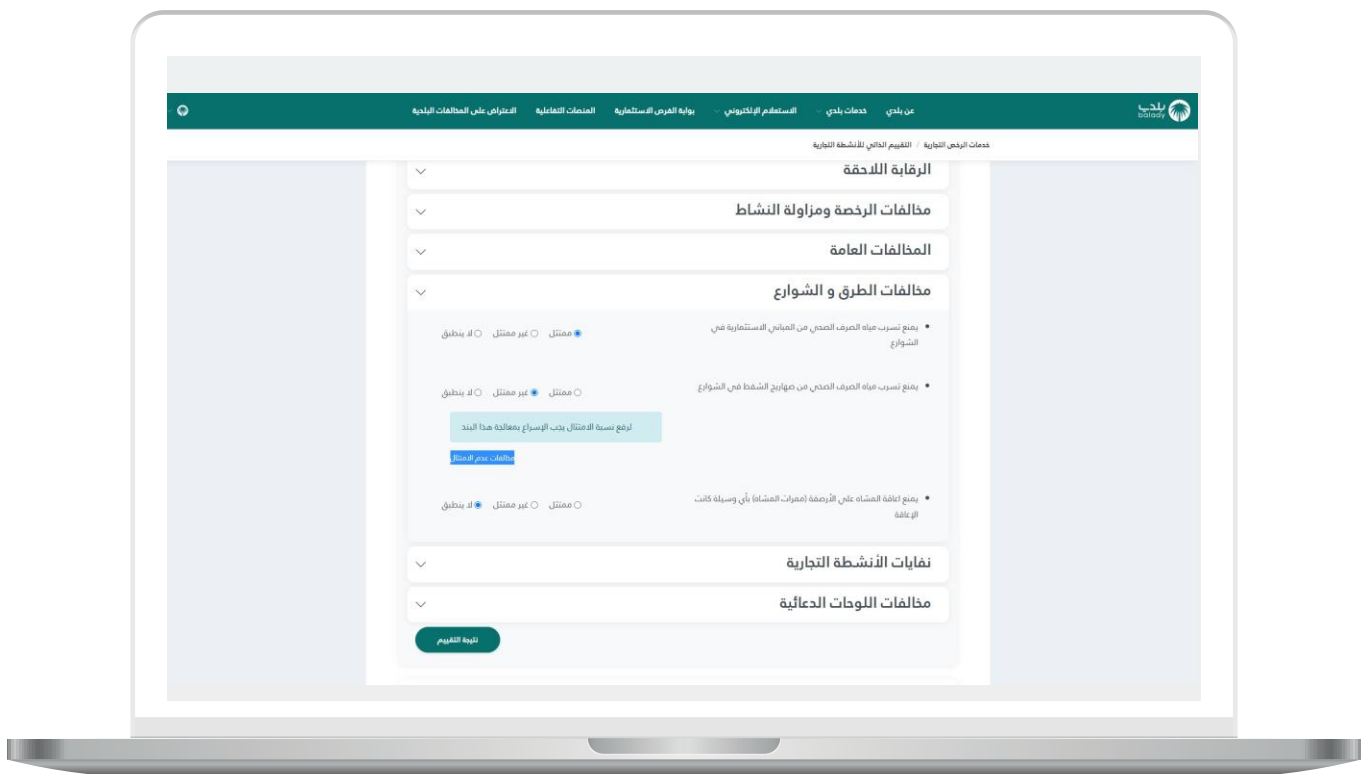 بلدي
balady
عن بلدي خدمات بلدي الاستعلام الإلكتروني بوابة الفرص الاستثمارية المنصات التفاعلية الاعتراض على المخالفات البلدية
خدمات الرخص التجارية / التقييم الذاتي للأنشطة التجارية
الرقابة اللاحقة
مخالفات الرخصة ومزاولة النشاط
المخالفات العامة
مخالفات الطرق و الشوارع
يمنع تسرب مياه الصرف الصحي من المباني الاستثمارية في
الشوارع
ممتثل غير ممتثل لا ينطبق
يمنع تسرب مياه الصرف الصحي من صهاريج الشفط في الشوارع
ممتثل غير ممتثل لا ينطبق
لرفع نسبة الامتثال يجب الإسراع بمعالجة هذا البند
مخالفات عدم الامتثال
يمنع اعاقة المشاه علي الأرصفة (ممرات المشاه) بأي وسيلة كانت
الإعاقة
ممتثل غير ممتثل لا ينطبق
نفايات الأنشطة التجارية
مخالفات اللوحات الدعائية
نتيجة التقييم